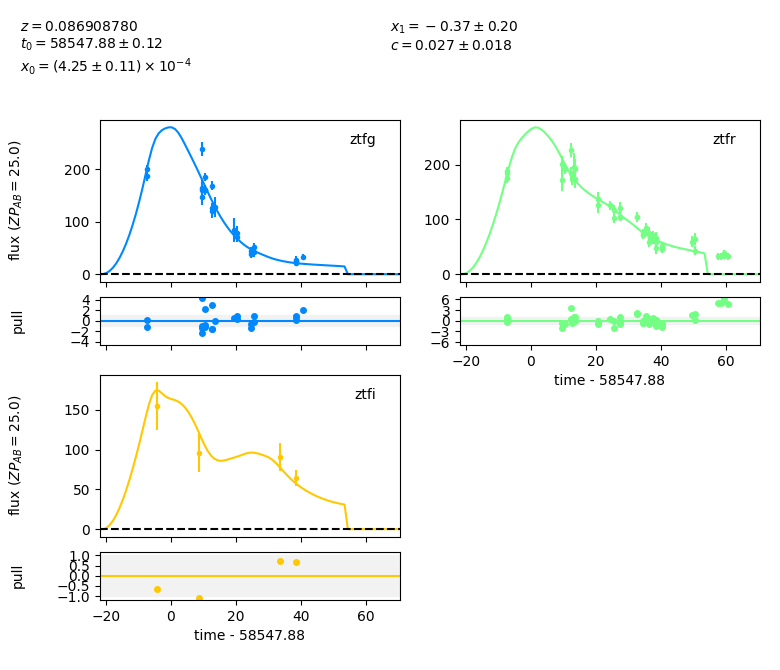 z = 0.086908780
t₀ = 58547.88 ± 0.12
x₀ = (4.25 ± 0.11) × 10⁻⁴
x₁ = −0.37 ± 0.20
c = 0.027 ± 0.018
flux (ZP_AB = 25.0)
ztfg
200
100
0
pull
4
2
0
−2
−4
ztfr
200
100
0
6
3
0
−3
−6
−20 0 20 40 60
time - 58547.88
flux (ZP_AB = 25.0)
ztfi
150
100
50
0
pull
1.0
0.5
0.0
−0.5
−1.0
−20 0 20 40 60
time - 58547.88